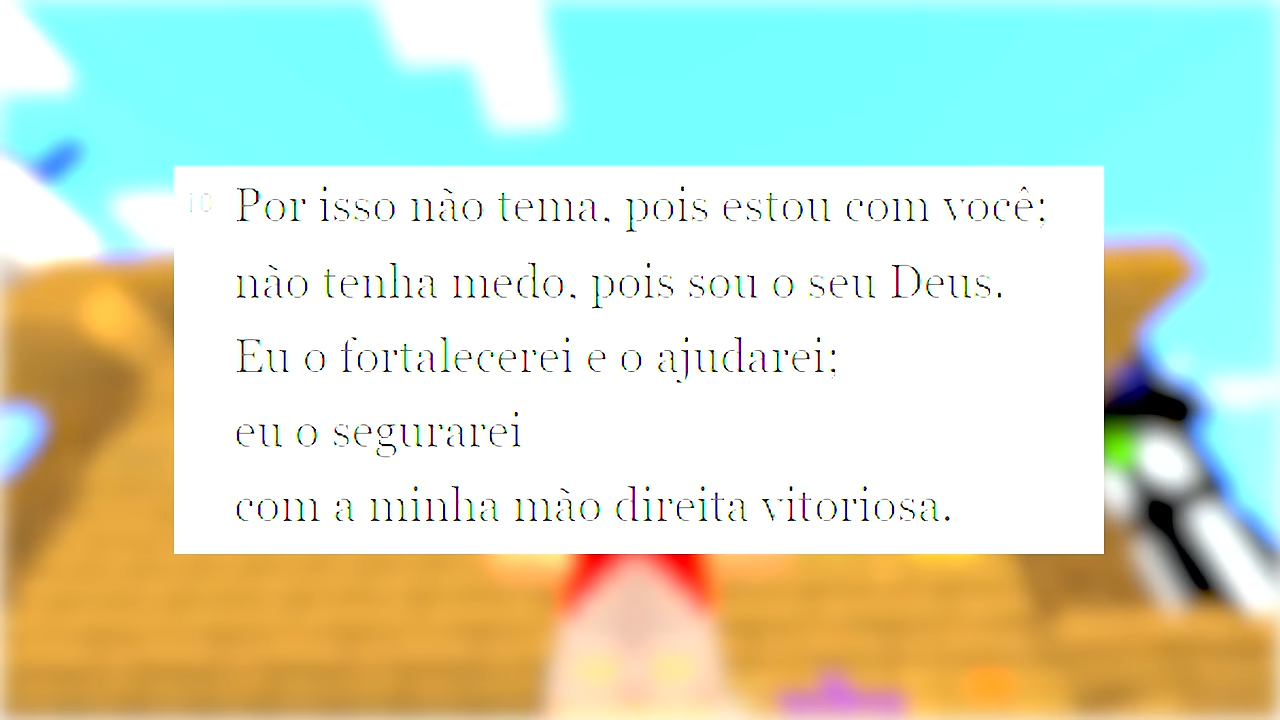 10 Por isso não tema, pois estou com você;
não tenha medo, pois sou o seu Deus.
Eu o fortalecerei e o ajudarei;
eu o segurarei
com a minha mão direita vitoriosa.